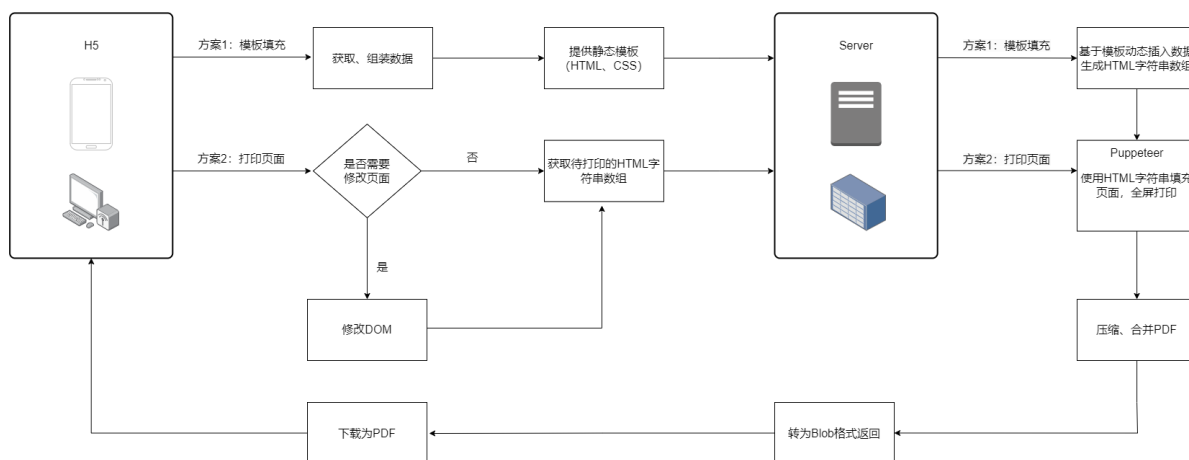 H5
Server
方案1：模板填充
获取、组装数据
提供静态模板
（HTML、CSS）
方案1：模板填充
基于模板动态插入数据
生成HTML字符串数组
方案2：打印页面
是否需要
修改页面
否
获取待打印的HTML字
符串数组
方案2：打印页面
Puppeteer
使用HTML字符串填充
页面，全屏打印
是
修改DOM
压缩、合并PDF
下载为PDF
转为Blob格式返回